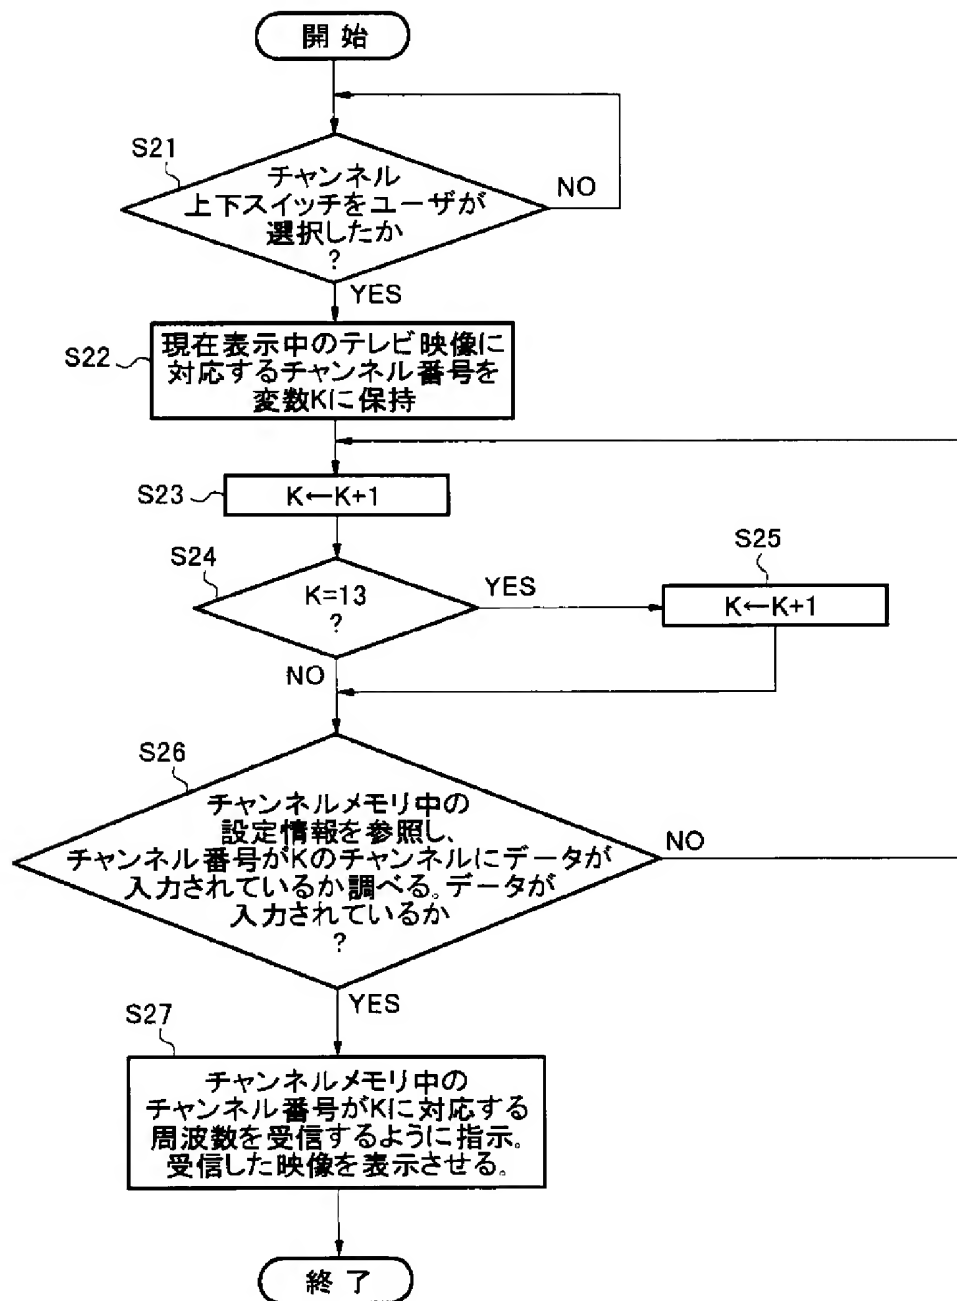 開始
S21
チャンネル
上下スイッチをユーザが
選択したか
?
NO
YES
S22
現在表示中のテレビ映像に
対応するチャンネル番号を
変数Kに保持
S23
K←K+1
S24
K=13
?
YES
S25
K←K+1
NO
S26
チャンネルメモリ中の
設定情報を参照し、
チャンネル番号がKのチャンネルにデータが
入力されているか調べる。データが
入力されているか
?
NO
YES
S27
チャンネルメモリ中の
チャンネル番号がKに対応する
周波数を受信するように指示。
受信した映像を表示させる。
終了